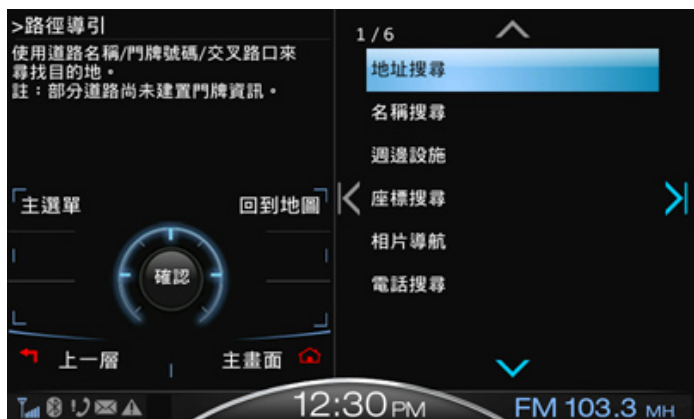 >路徑導引
使用道路名稱/門牌號碼/交叉路口來
尋找目的地。
註：部分道路尚未建置門牌資訊。
主選單
回到地圖
確認
上一層
主畫面
1/6
地址搜尋
名稱搜尋
週邊設施
座標搜尋
相片導航
電話搜尋
12:30 PM
FM 103.3 MH